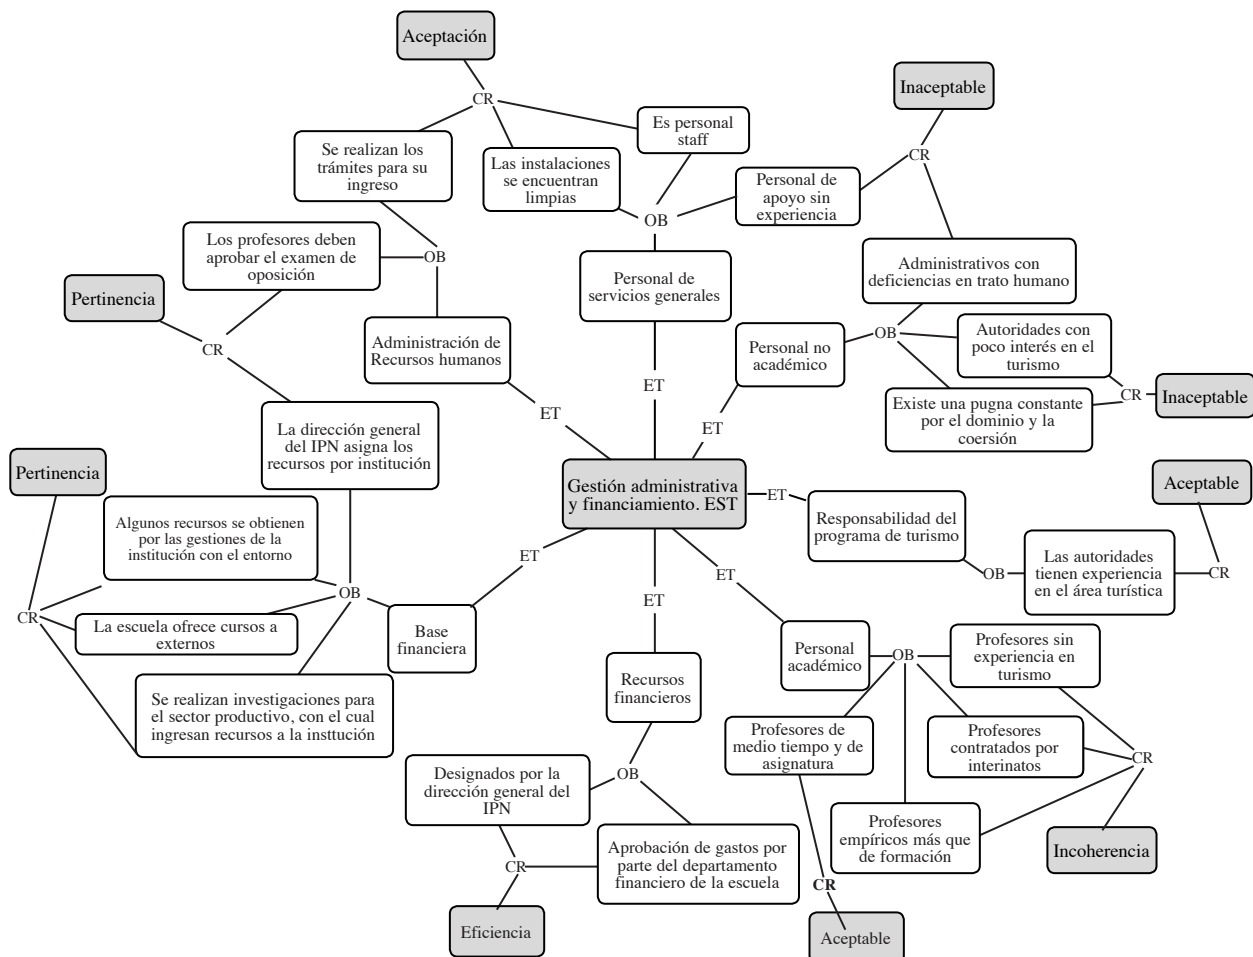 Aceptación
Inaceptable
CR
Es personal
staff
Se realizan los
trámites para su
ingreso
Las instalaciones
se encuentran
limpias
CR
Personal de
apoyo sin
experiencia
OB
Los profesores deben
aprobar el examen de
oposición
OB
Administrativos con
deficiencias en trato humano
Personal de
servicios generales
Pertinencia
CR
Administración de
Recursos humanos
Personal no
académico
OB
Autoridades con
poco interés en el
turismo
ET
CR
Inaceptable
Existe una pugna constante
por el dominio y la
coersión
ET
ET
La dirección general
del IPN asigna los
recursos por institución
Pertinencia
Gestión administrativa
y financiamiento. EST
ET
Aceptable
Algunos recursos se obtienen
por las gestiones de la
institución con el entorno
Responsabilidad del
programa de turismo
ET
ET
OB
Las autoridades
tienen experiencia
en el área turística
CR
OB
ET
CR
La escuela ofrece cursos a
externos
Base
financiera
Personal
académico
OB
Profesores sin
experiencia en
turismo
Recursos
financieros
Se realizan investigaciones para
el sector productivo, con el cual
ingresan recursos a la insttución
Profesores de
medio tiempo y de
asignatura
Profesores
contratados por
interinatos
CR
Designados por la
dirección general del
IPN
OB
Profesores
empíricos más que
de formación
Incoherencia
Aprobación de gastos por
parte del departamento
financiero de la escuela
CR
CR
Eficiencia
Aceptable